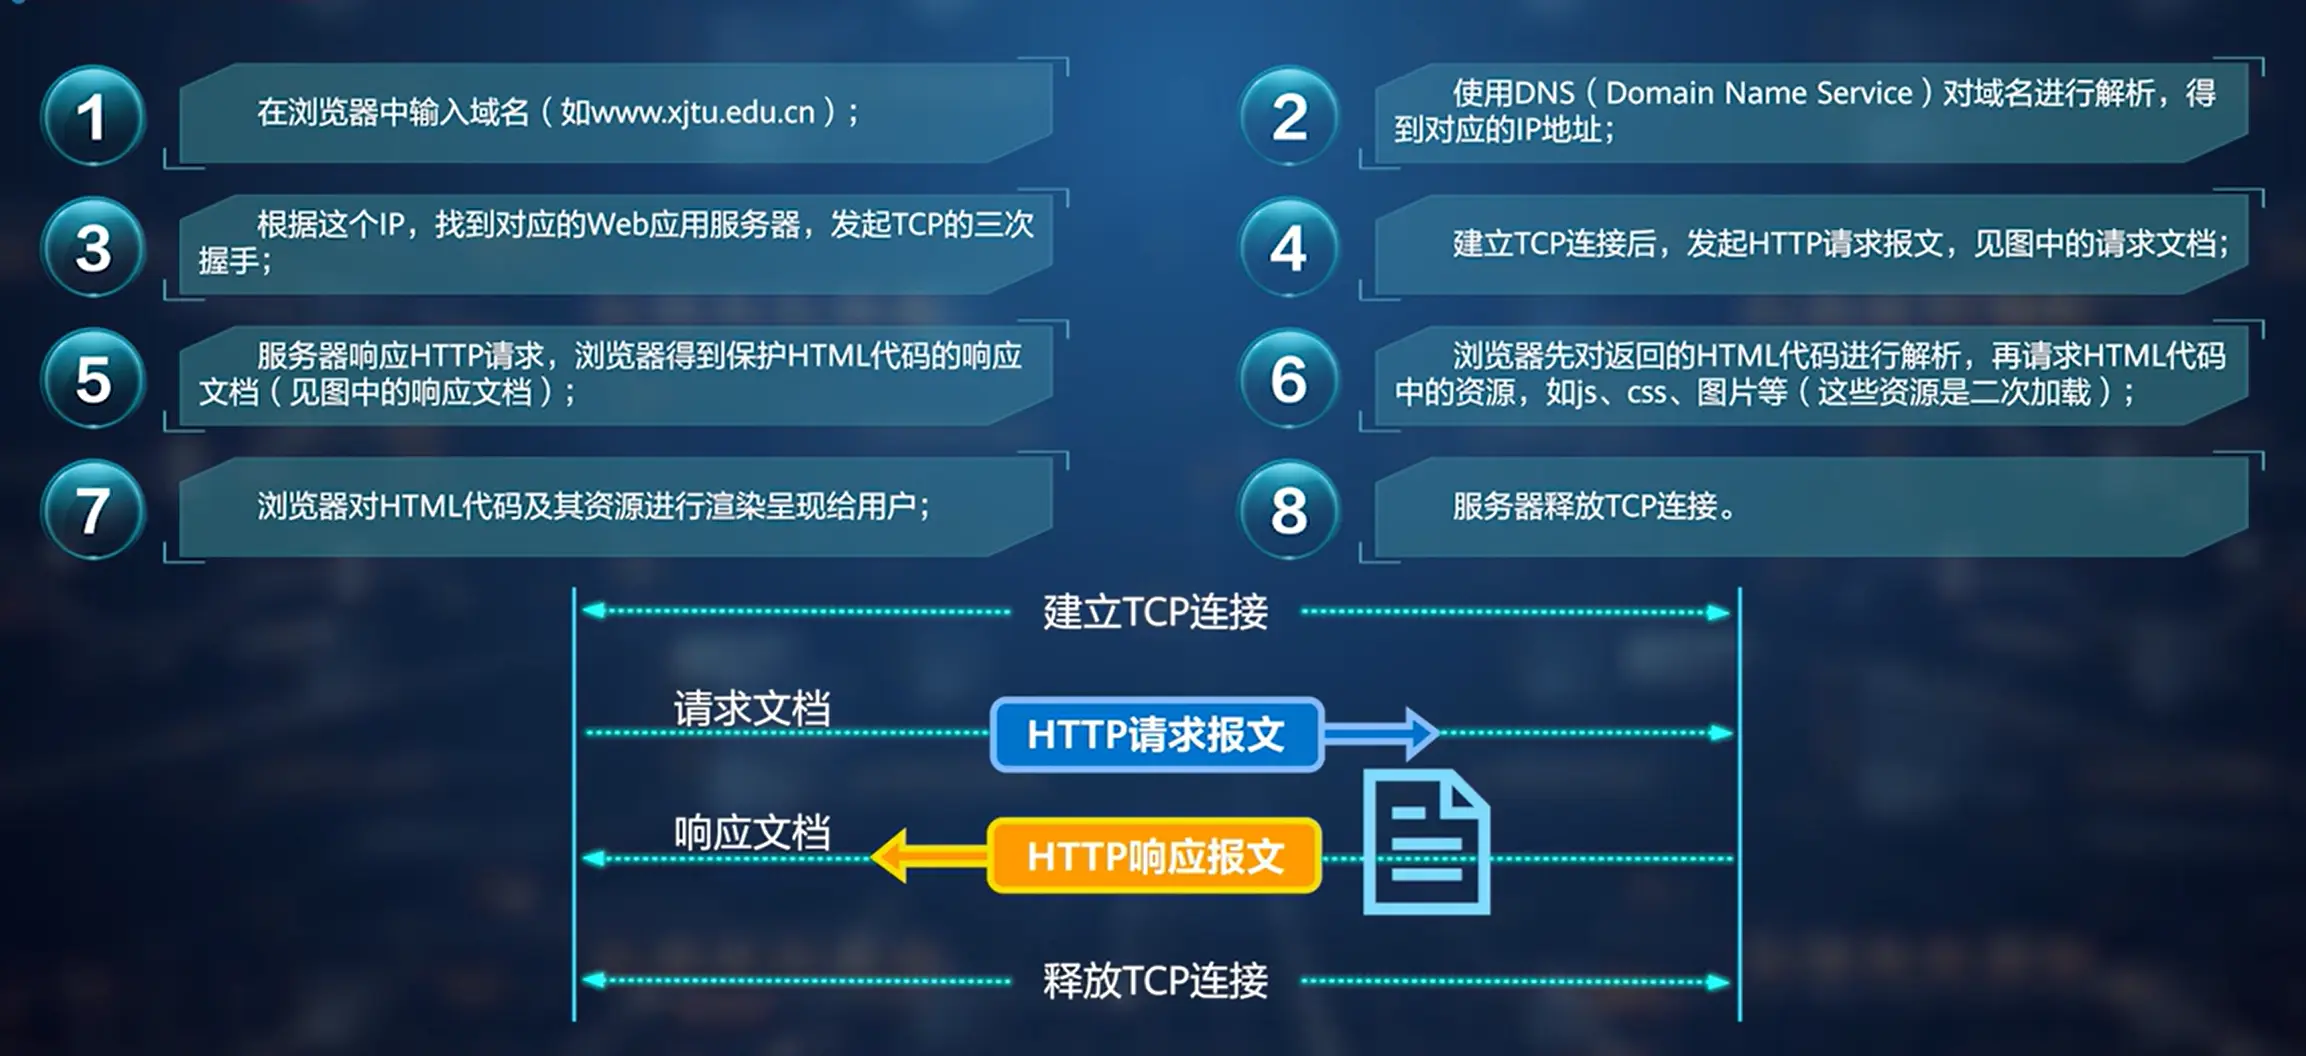 1
在浏览器中输入域名（如www.xjtu.edu.cn）；
2
使用DNS（Domain Name Service）对域名进行解析，得
到对应的IP地址；
3
根据这个IP，找到对应的Web应用服务器，发起TCP的三次
握手；
4
建立TCP连接后，发起HTTP请求报文，见图中的请求文档；
5
服务器响应HTTP请求，浏览器得到保护HTML代码的响应
文档（见图中的响应文档）；
6
浏览器先对返回的HTML代码进行解析，再请求HTML代码
中的资源，如js、css、图片等（这些资源是二次加载）；
7
浏览器对HTML代码及其资源进行渲染呈现给用户；
8
服务器释放TCP连接。
建立TCP连接
请求文档
HTTP请求报文
响应文档
HTTP响应报文
释放TCP连接